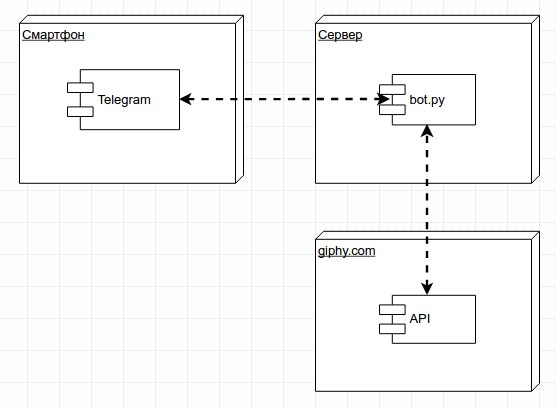 Смартфон
Telegram
Сервер
bot.py
giphy.com
API